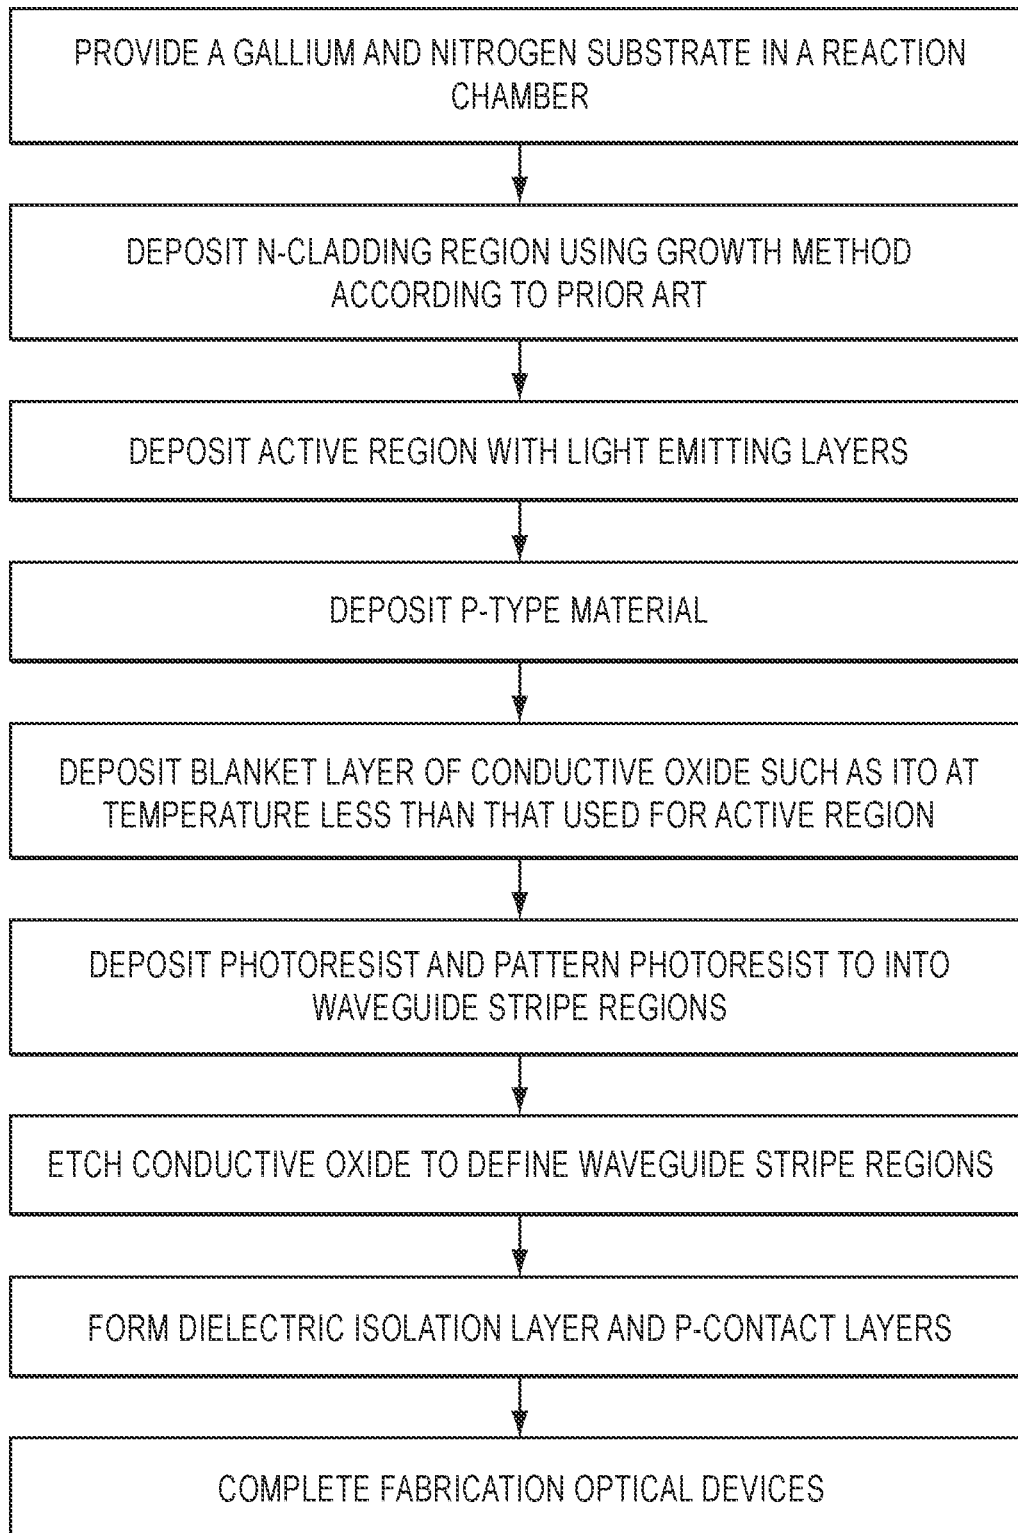 PROVIDE A GALLIUM AND NITROGEN SUBSTRATE IN A REACTION
CHAMBER
DEPOSIT N-CLADDING REGION USING GROWTH METHOD
ACCORDING TO PRIOR ART
DEPOSIT ACTIVE REGION WITH LIGHT EMITTING LAYERS
DEPOSIT P-TYPE MATERIAL
DEPOSIT BLANKET LAYER OF CONDUCTIVE OXIDE SUCH AS ITO AT
TEMPERATURE LESS THAN THAT USED FOR ACTIVE REGION
DEPOSIT PHOTORESIST AND PATTERN PHOTORESIST TO INTO
WAVEGUIDE STRIPE REGIONS
ETCH CONDUCTIVE OXIDE TO DEFINE WAVEGUIDE STRIPE REGIONS
FORM DIELECTRIC ISOLATION LAYER AND P-CONTACT LAYERS
COMPLETE FABRICATION OPTICAL DEVICES